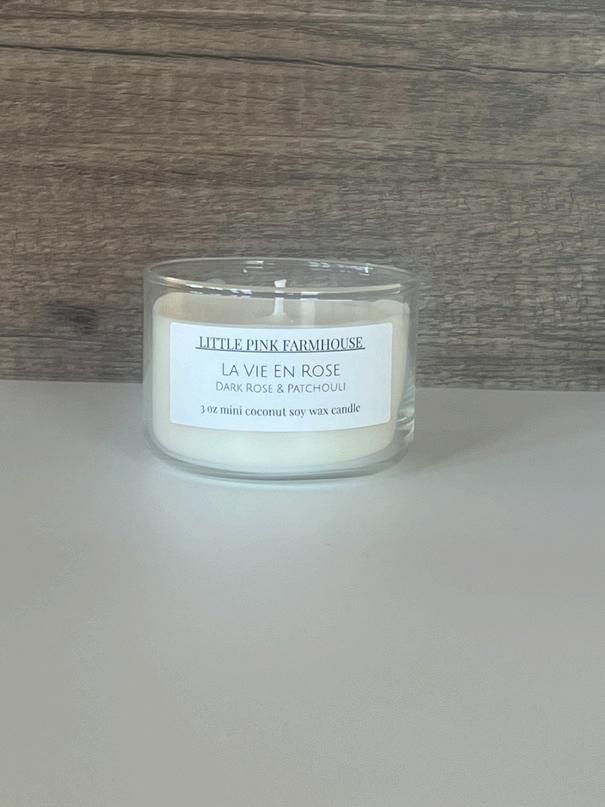 LITTLE PINK FARMHOUSE
LA VIE EN ROSE
DARK ROSE & PATCHOULI
3 oz mini coconut soy wax candle